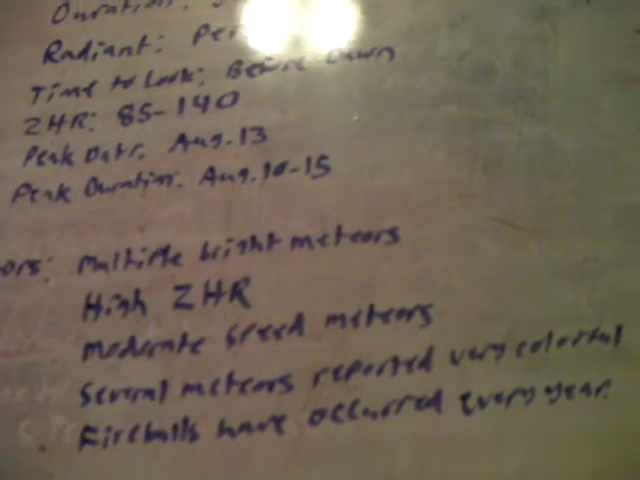 Duration:
Radiant: Per
Time to Look: Before Dawn
ZHR: 85-140
Peak Date: Aug. 13
Peak Duration: Aug. 10-15
ors: Multiple bright meteors
High ZHR
Moderate speed meteors
Several meteors reported very colorful
Fireballs have occurred every year.